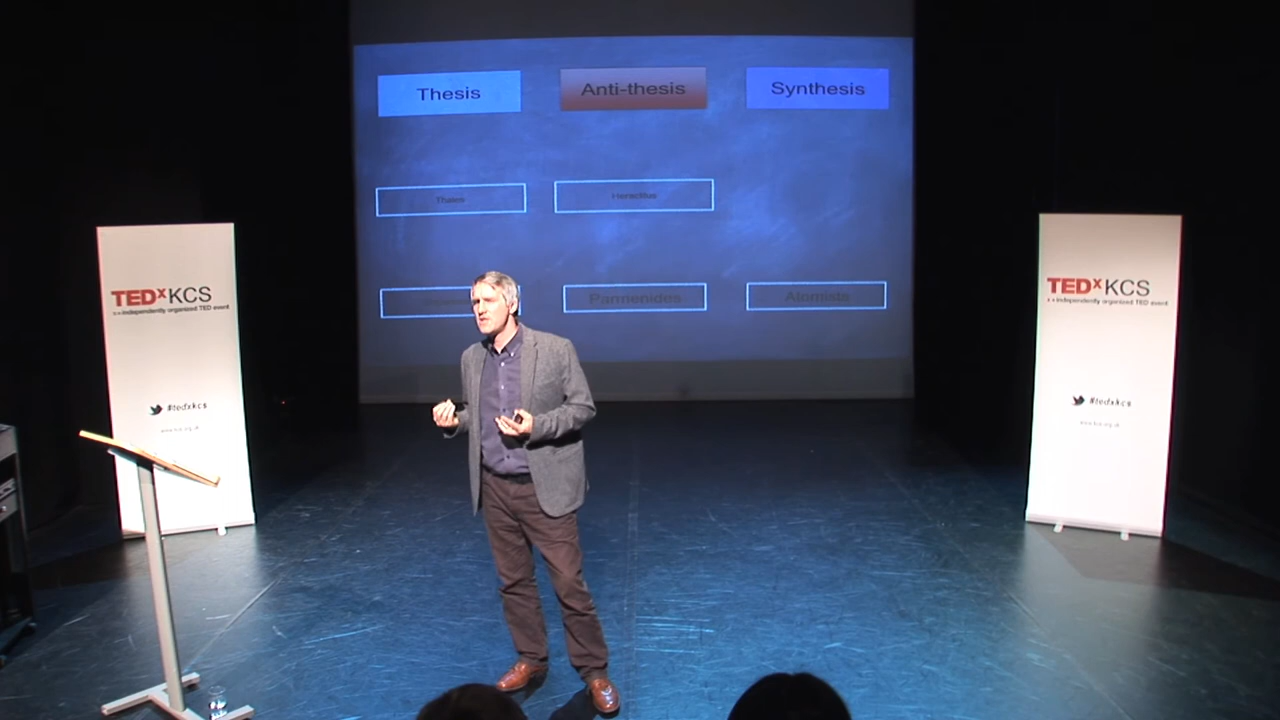 Thesis
Anti-thesis
Synthesis
Thales
Heraclitus
Parmenides
Atomists
TEDxKCS
x = independently organized TED event
#tedxkcs
TEDxKCS
x = independently organized TED event
#tedxkcs